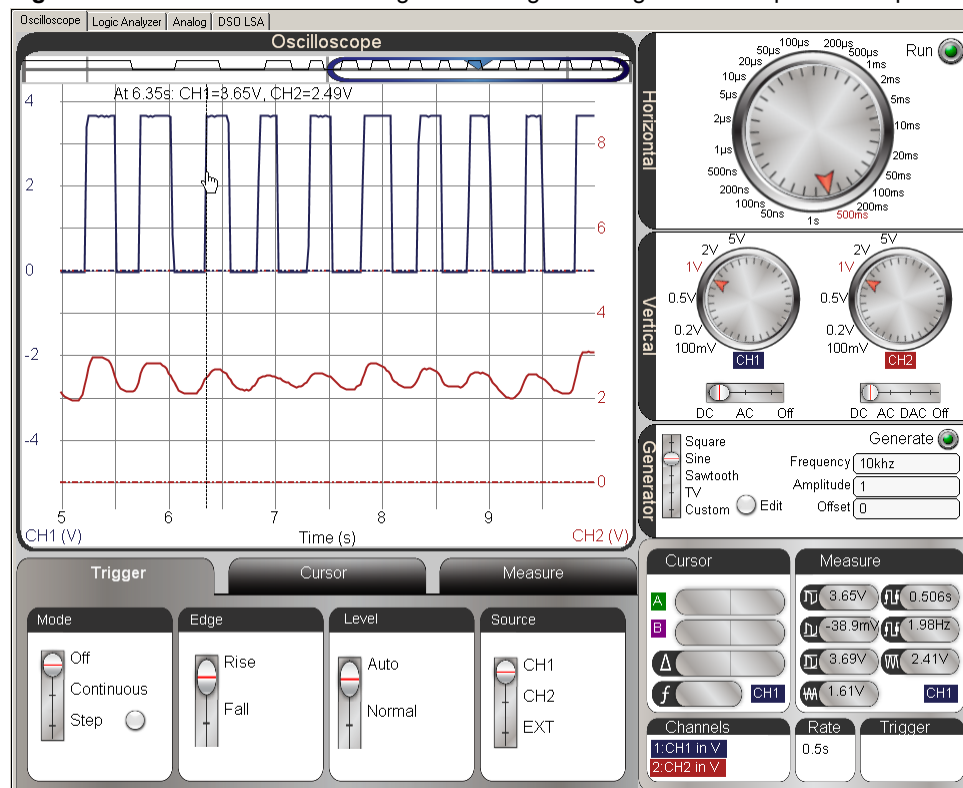 Oscilloscope Logic Analyzer Analog DSO LSA
Oscilloscope
At 6.35s: CH1=3.65V, CH2=2.49V
4
2
0
-2
-4
8
6
4
2
0
5 6 7 8 9
CH1 (V) Time (s) CH2 (V)
Horizontal
Run
50ns
100ns
200ns
500ns
1µs
2µs
5µs
10µs
20µs
50µs
100µs
200µs
500µs
1ms
2ms
5ms
10ms
20ms
50ms
100ms
200ms
500ms
1s
Vertical
5V
2V
1V
0.5V
0.2V
100mV
CH1
DC AC Off
5V
2V
1V
0.5V
0.2V
100mV
CH2
DC AC DAC Off
Generator
Square
Sine
Sawtooth
TV
Custom
Edit
Generate
Frequency 10khz
Amplitude 1
Offset 0
Trigger Cursor Measure
Mode
Off
Continuous
Step
Edge
Rise
Fall
Level
Auto
Normal
Source
CH1
CH2
EXT
Cursor
A
B
Δ
f CH1
Measure
3.65V 0.506s
-38.9mV 1.98Hz
3.69V 2.41V
1.61V CH1
Channels
1:CH1 in V
2:CH2 in V
Rate
0.5s
Trigger